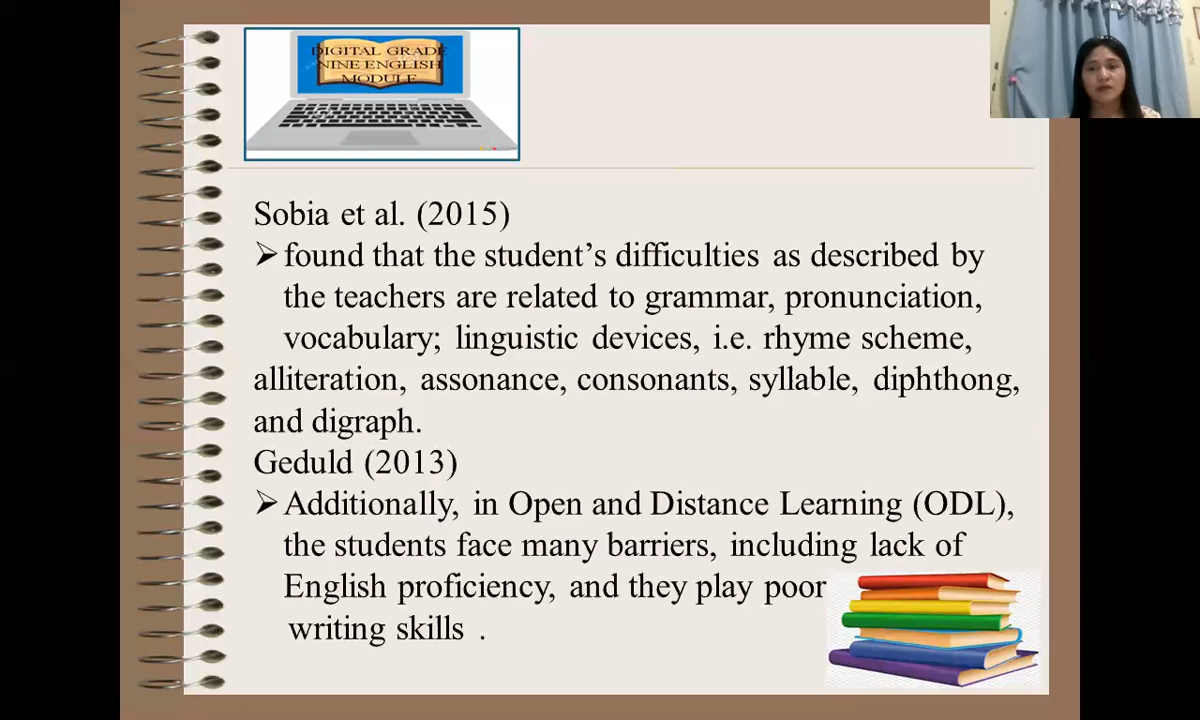 DIGITAL GRADE
NINE ENGLISH
MODULE
Sobia et al. (2015)
➢found that the student’s difficulties as described by
the teachers are related to grammar, pronunciation,
vocabulary; linguistic devices, i.e. rhyme scheme,
alliteration, assonance, consonants, syllable, diphthong,
and digraph.
Geduld (2013)
➢Additionally, in Open and Distance Learning (ODL),
the students face many barriers, including lack of
English proficiency, and they play poor
writing skills .